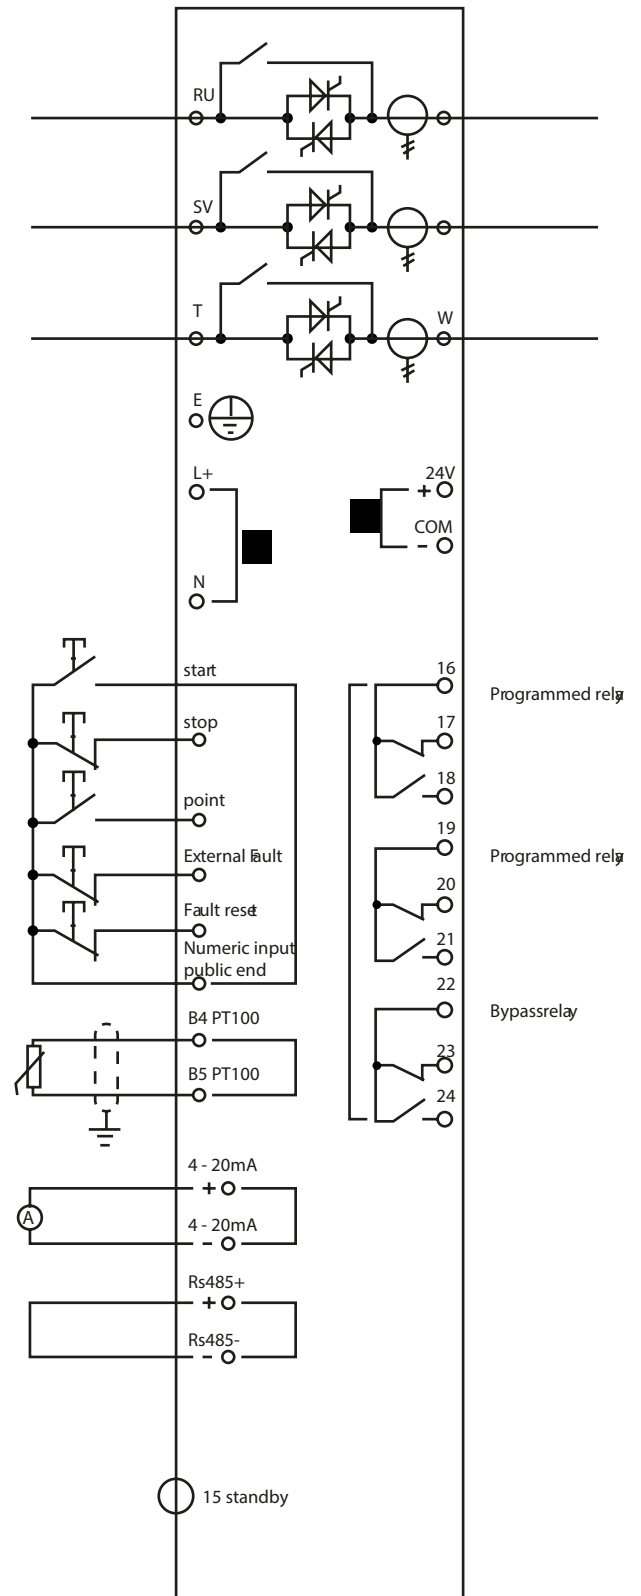 RU
SV
T
W
E
L+
24V
+
COM
-
N
start
16
Programmed relay
stop
17
point
18
19
External Fault
Programmed relay
20
Fault reset
21
Numeric input
public end
22
Bypassrelay
B4 PT100
23
B5 PT100
24
4 - 20mA
+
A
4 - 20mA
-
Rs485+
+
Rs485-
-
15 standby